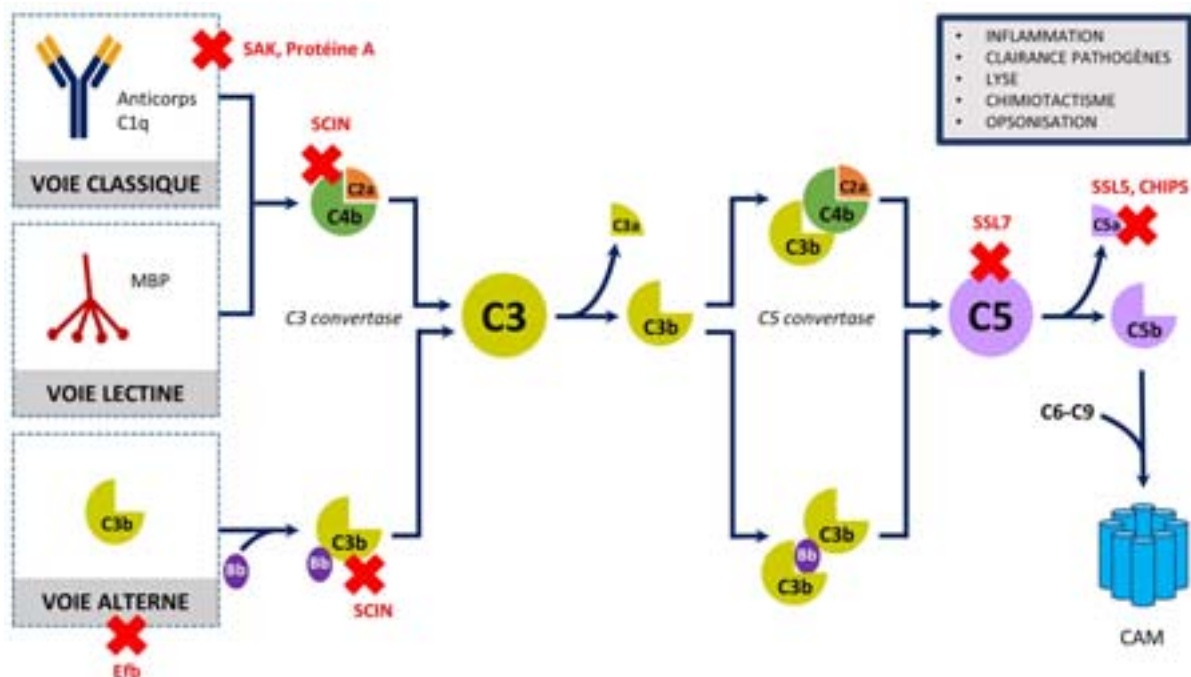 SAK, Protéine A
Anticorps
C1q
VOIE CLASSIQUE
MBP
VOIE LECTINE
C3b
Bb
VOIE ALTERNE
Efb
SCIN
C2a
C4b
C3 convertase
C3b
Bb
SCIN
C3
C3a
C3b
C2a
C4b
C3b
C5 convertase
C3b
Bb
C3b
• INFLAMMATION
• CLAIRANCE PATHOGÈNES
• LYSE
• CHIMIOTACTISME
• OPSONISATION
SSL7
C5
SSL5, CHIPS
C5a
C5b
C6-C9
CAM